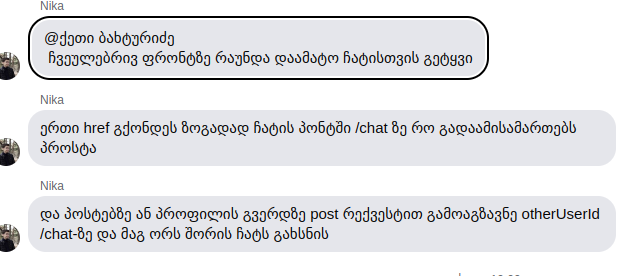 Nika
@ქეთი ბახტურიძე
ჩვეულებრივ ფრონტზე რაუნდა დაამატო ჩატისთვის გეტყვი
Nika
ერთი href გქონდეს ზოგადად ჩატის პონტში /chat ზე რო გადაამისამართებს
პროსტა
Nika
და პოსტებზე ან პროფილის გვერდზე post რექვესტით გამოაგზავნე otherUserId
/chat-ზე და მაგ ორს შორის ჩატს გახსნის